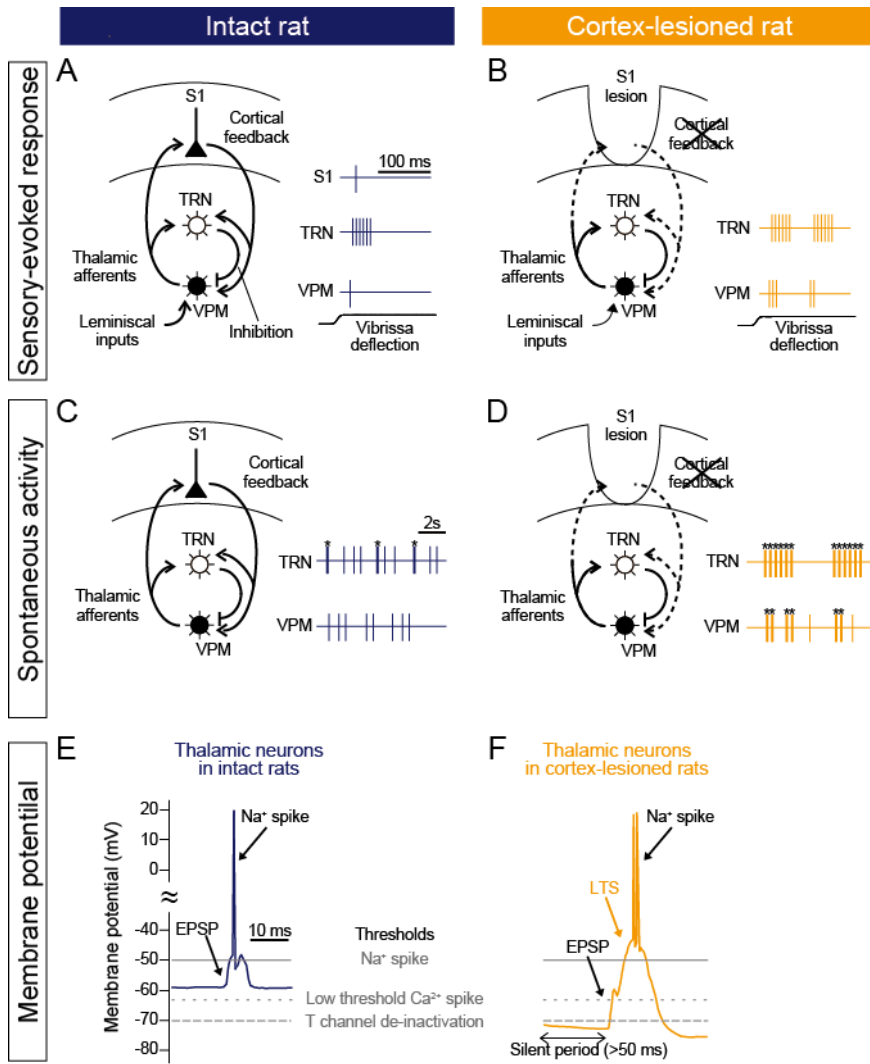 Intact rat
Cortex-lesioned rat
Sensory-evoked response
A
S1
Cortical
feedback
TRN
Thalamic
afferents
VPM
Leminiscal
inputs
Inhibition
100 ms
S1
TRN
VPM
Vibrissa
deflection
B
S1
lesion
Cortical
feedback
TRN
Thalamic
afferents
VPM
Leminiscal
inputs
TRN
VPM
Vibrissa
deflection
Spontaneous activity
C
S1
Cortical
feedback
TRN
Thalamic
afferents
VPM
2s
* * *
TRN
VPM
D
S1
lesion
Cortical
feedback
TRN
Thalamic
afferents
VPM
****** ******
TRN
** ** **
VPM
Membrane potentilal
E
Thalamic neurons
in intact rats
Membrane potential (mV)
20
10
0
≈
-40
-50
-60
-70
-80
Na⁺ spike
EPSP
10 ms
Thresholds
Na⁺ spike
Low threshold Ca²⁺ spike
T channel de-inactivation
F
Thalamic neurons
in cortex-lesioned rats
Na⁺ spike
LTS
EPSP
Silent period (>50 ms)